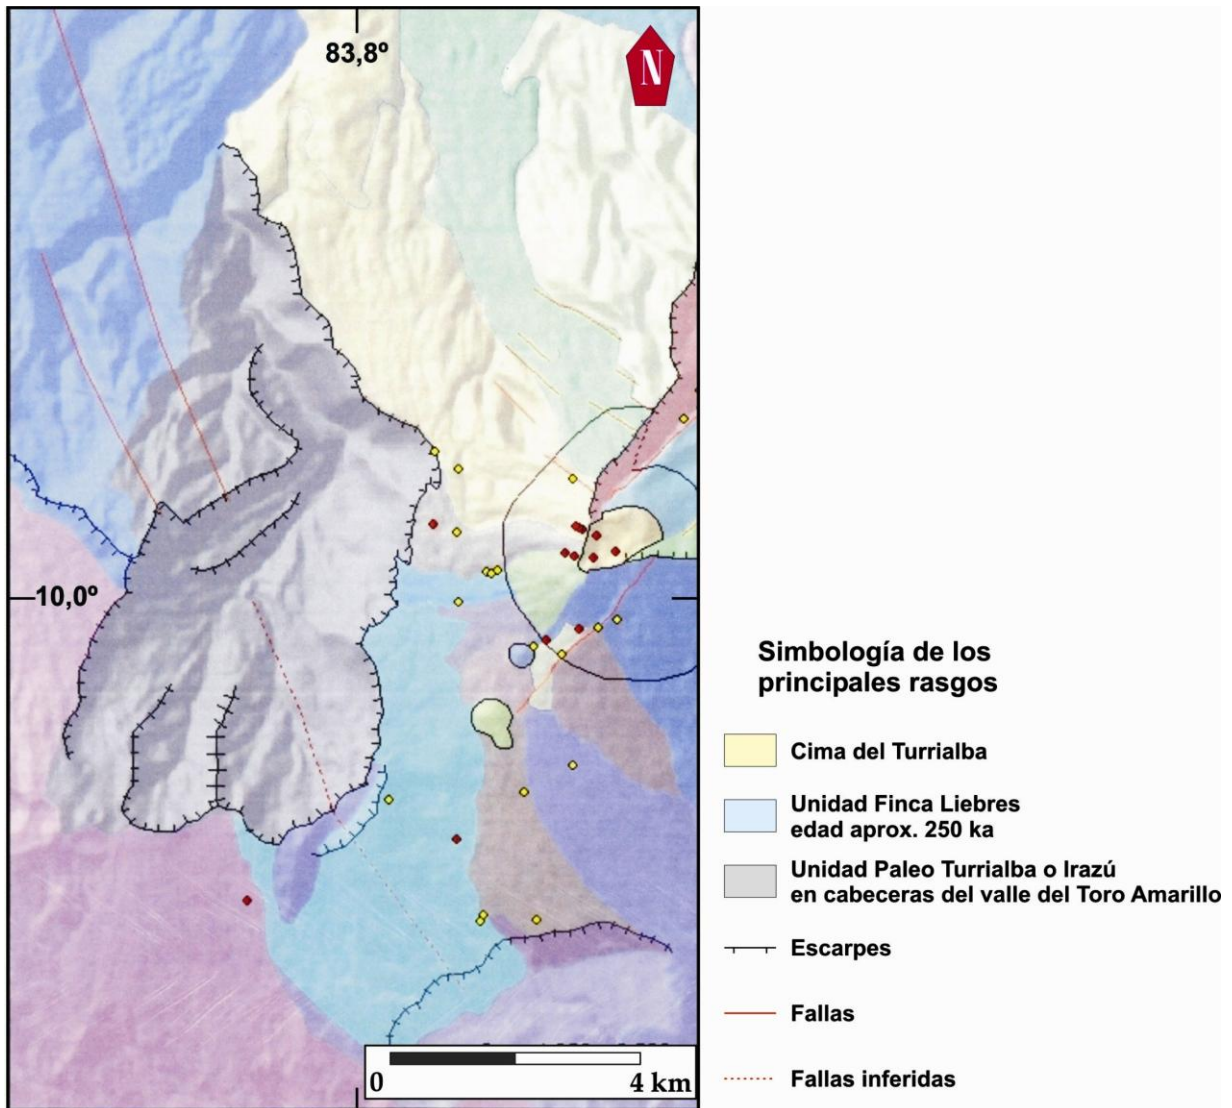 83,8º
N
10,0º
0
4 km
Simbología de los
principales rasgos
Cima del Turrialba
Unidad Finca Liebres
edad aprox. 250 ka
Unidad Paleo Turrialba o Irazú
en cabeceras del valle del Toro Amarillo
Escarpes
Fallas
Fallas inferidas